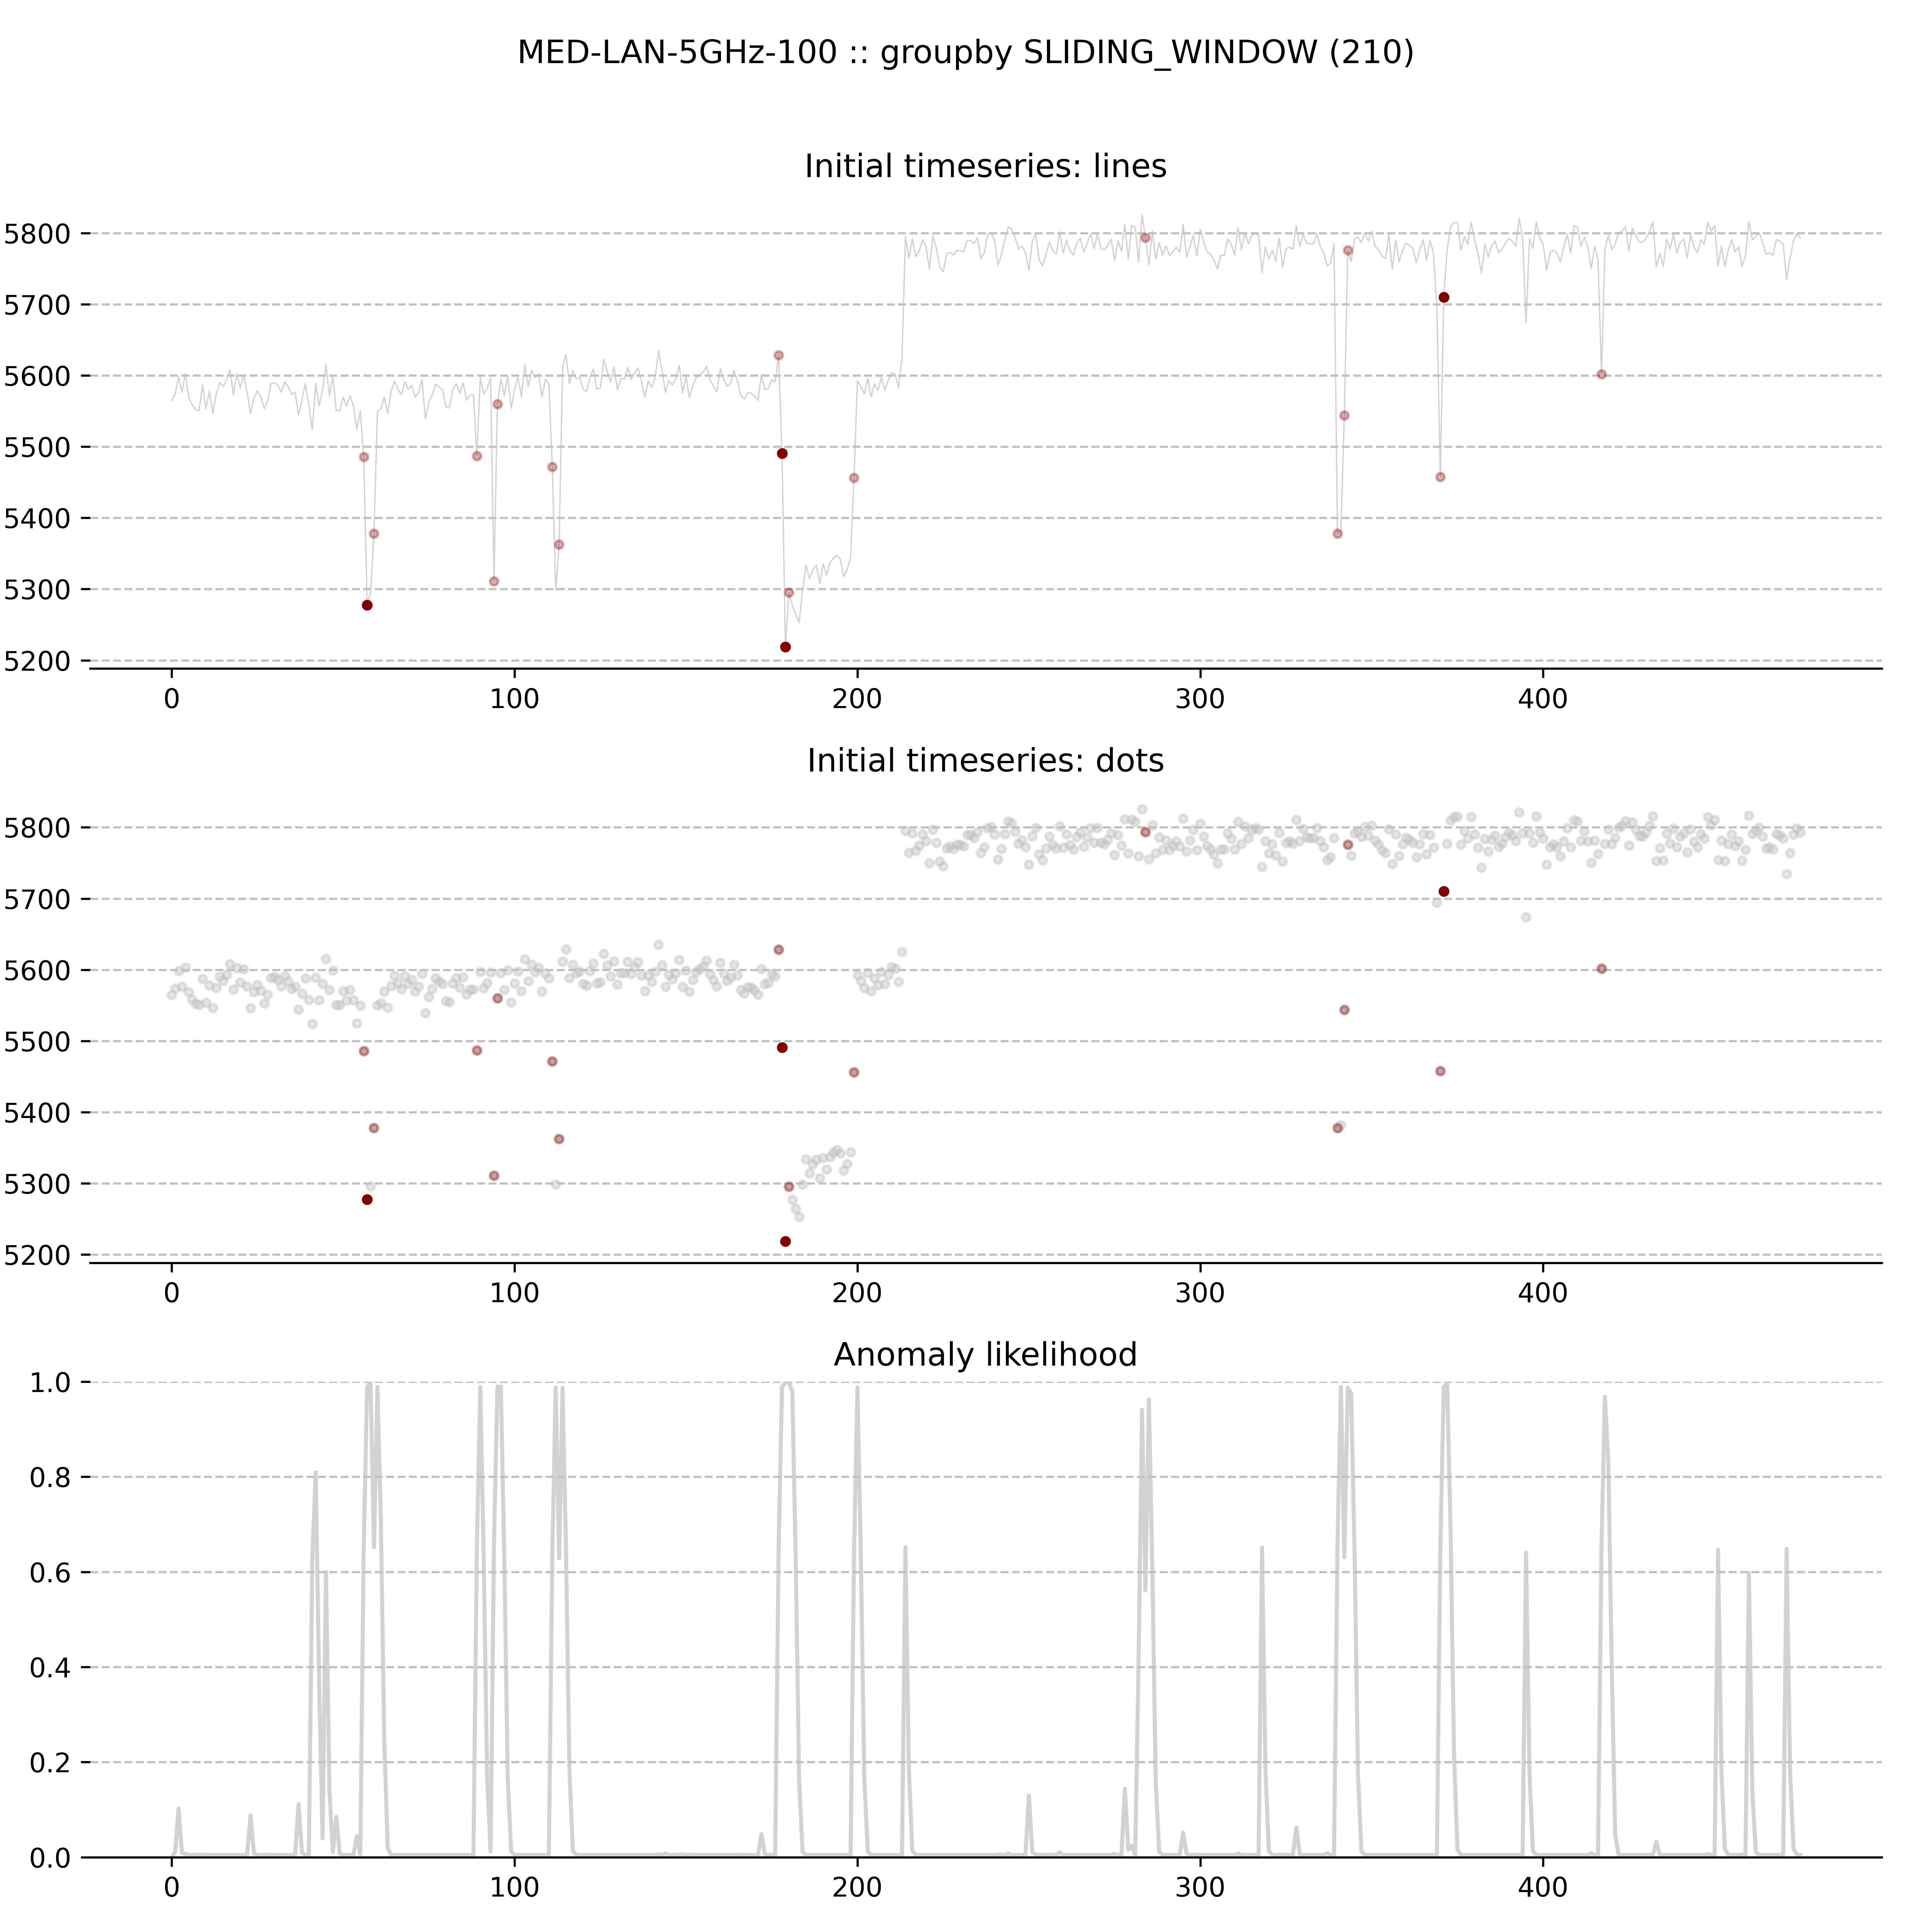 MED-LAN-5GHz-100 :: groupby SLIDING_WINDOW (210)
Initial timeseries: lines
5800
5700
5600
5500
5400
5300
5200
0 100 200 300 400
Initial timeseries: dots
5800
5700
5600
5500
5400
5300
5200
0 100 200 300 400
Anomaly likelihood
1.0
0.8
0.6
0.4
0.2
0.0
0 100 200 300 400